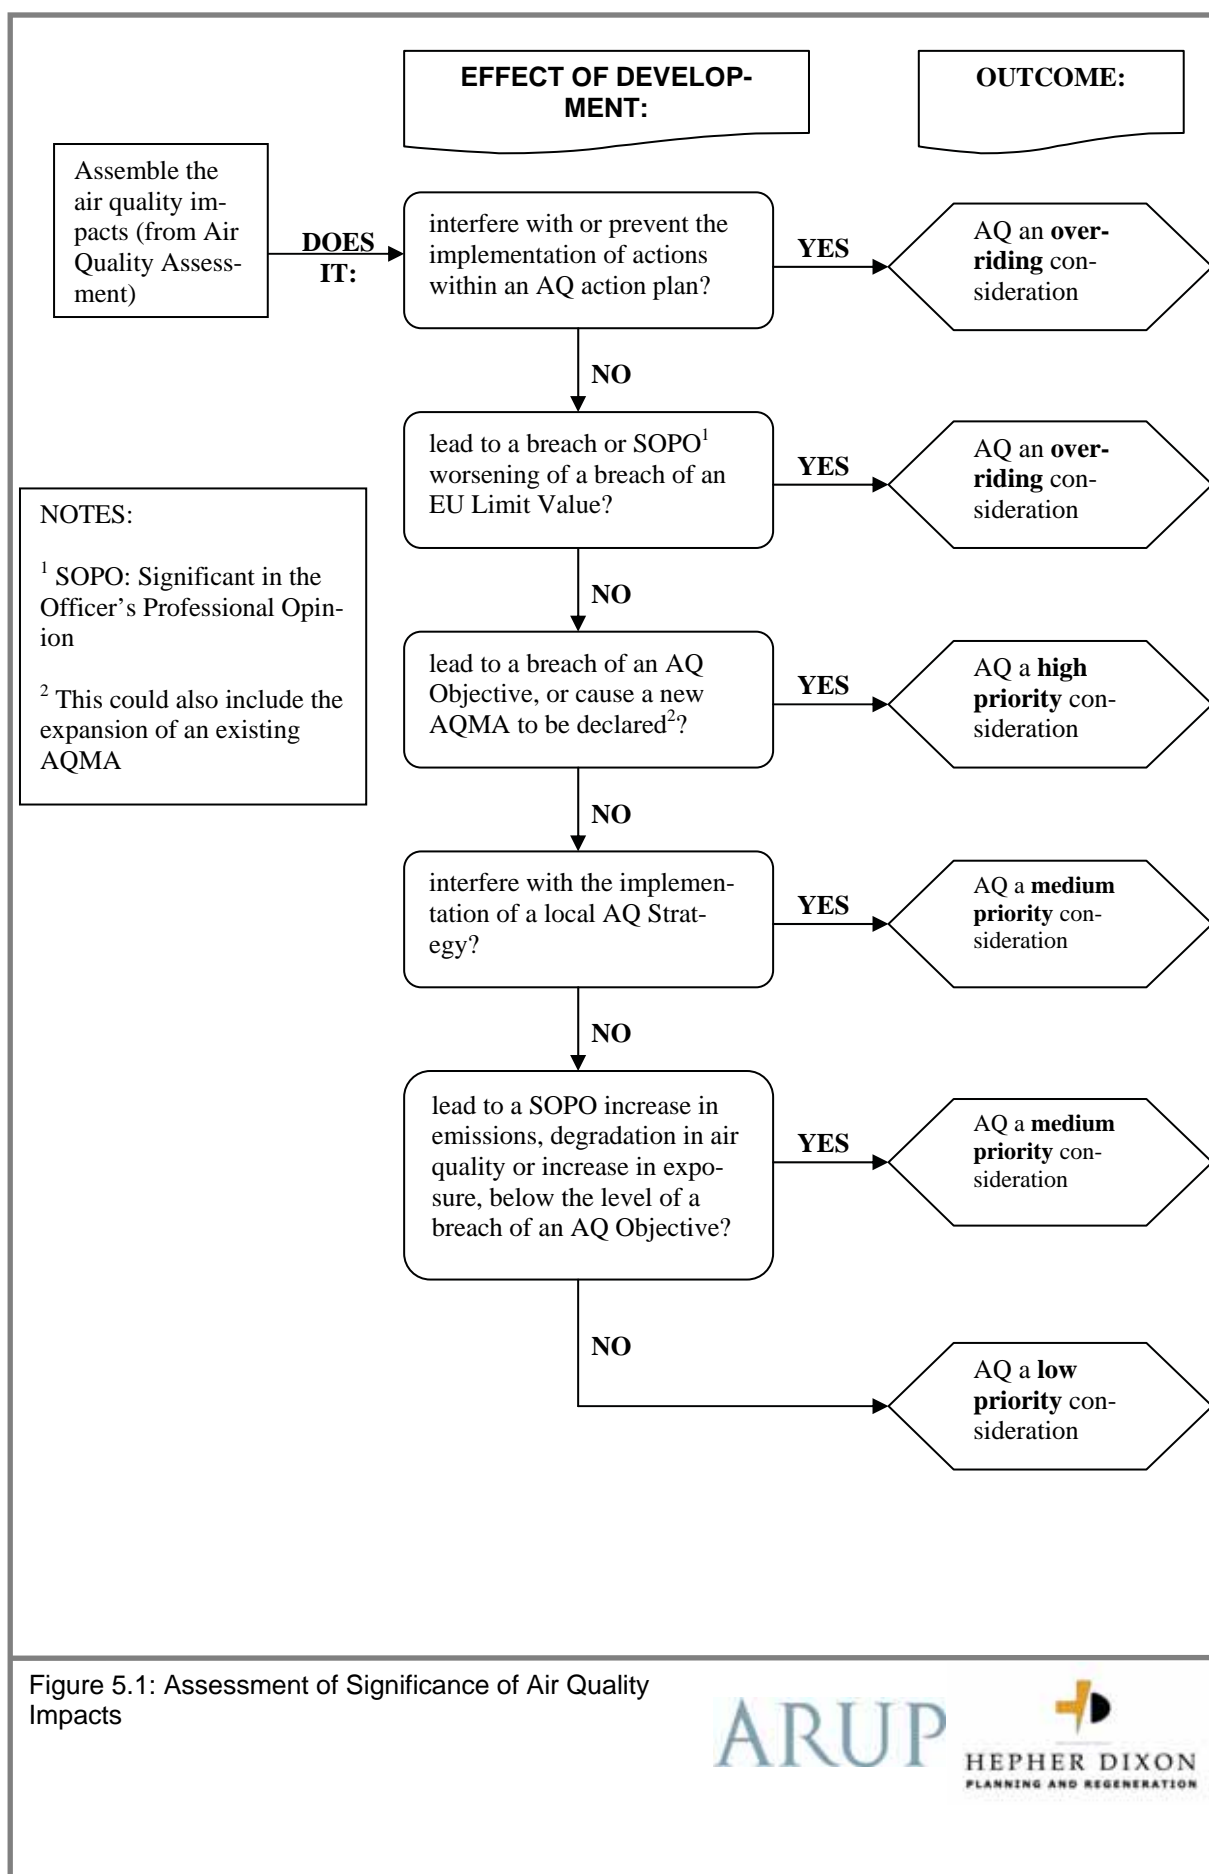 EFFECT OF DEVELOP-
MENT:
OUTCOME:
Assemble the
air quality im-
pacts (from Air
Quality Assess-
ment)
DOES
IT:
interfere with or prevent the
implementation of actions
within an AQ action plan?
YES
AQ an over-
riding con-
sideration
NO
lead to a breach or SOPO¹
worsening of a breach of an
EU Limit Value?
YES
AQ an over-
riding con-
sideration
NOTES:
¹ SOPO: Significant in the
Officer’s Professional Opin-
ion
² This could also include the
expansion of an existing
AQMA
NO
lead to a breach of an AQ
Objective, or cause a new
AQMA to be declared²?
YES
AQ a high
priority con-
sideration
NO
interfere with the implemen-
tation of a local AQ Strat-
egy?
YES
AQ a medium
priority con-
sideration
NO
lead to a SOPO increase in
emissions, degradation in air
quality or increase in expo-
sure, below the level of a
breach of an AQ Objective?
YES
AQ a medium
priority con-
sideration
NO
AQ a low
priority con-
sideration
Figure 5.1: Assessment of Significance of Air Quality
Impacts
ARUP
HEPHER DIXON
PLANNING AND REGENERATION